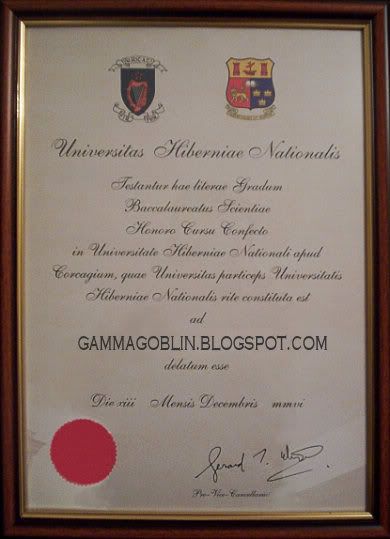 Universitas Hiberniae Nationalis
Testantur hae literae Gradum
Baccalaureatus Scientiae
Honoro Cursu Confecto
in Universitate Hiberniae Nationali apud
Corcagium, quae Universitas particeps Universitatis
Hiberniae Nationalis rite constituta est
ad
GAMMAGOBLIN.BLOGSPOT.COM
delatum esse
Die xiii Mensis Decembris mmvi
Gerard T.
Pro-Vice-Cancellarius